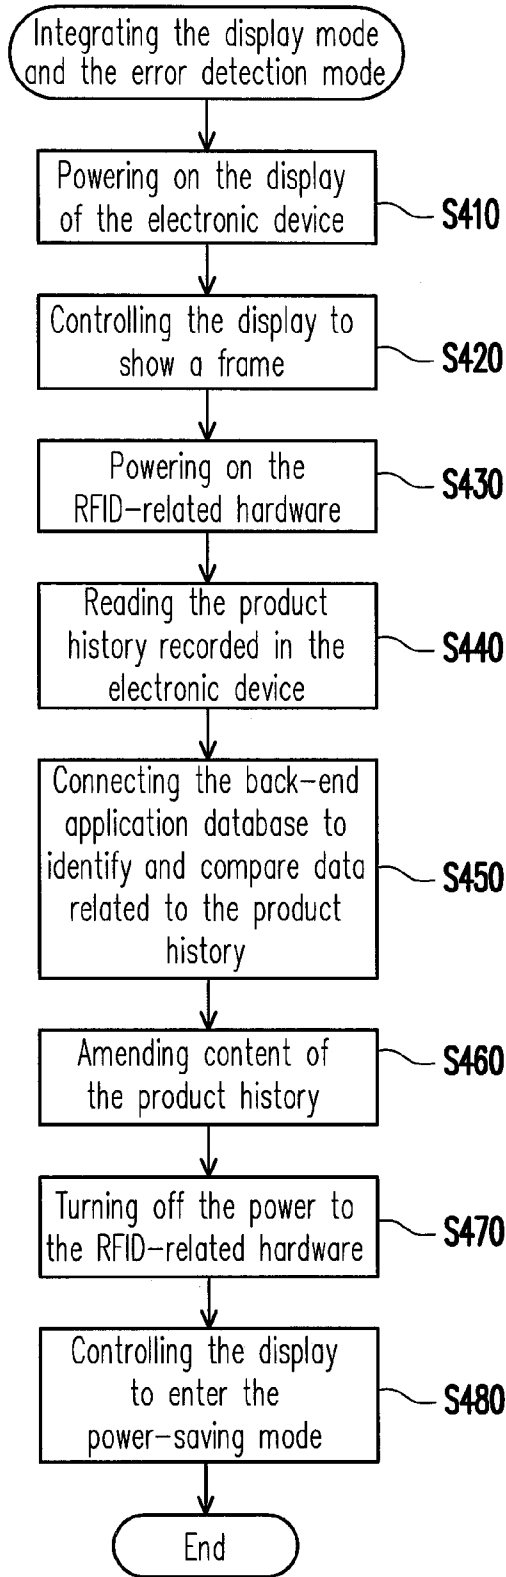 Integrating the display mode
and the error detection mode
Powering on the display
of the electronic device
S410
Controlling the display to
show a frame
S420
Powering on the
RFID-related hardware
S430
Reading the product
history recorded in the
electronic device
S440
Connecting the back-end
application database to
identify and compare data
related to the product
history
S450
Amending content of
the product history
S460
Turning off the power to
the RFID-related hardware
S470
Controlling the display
to enter the
power-saving mode
S480
End